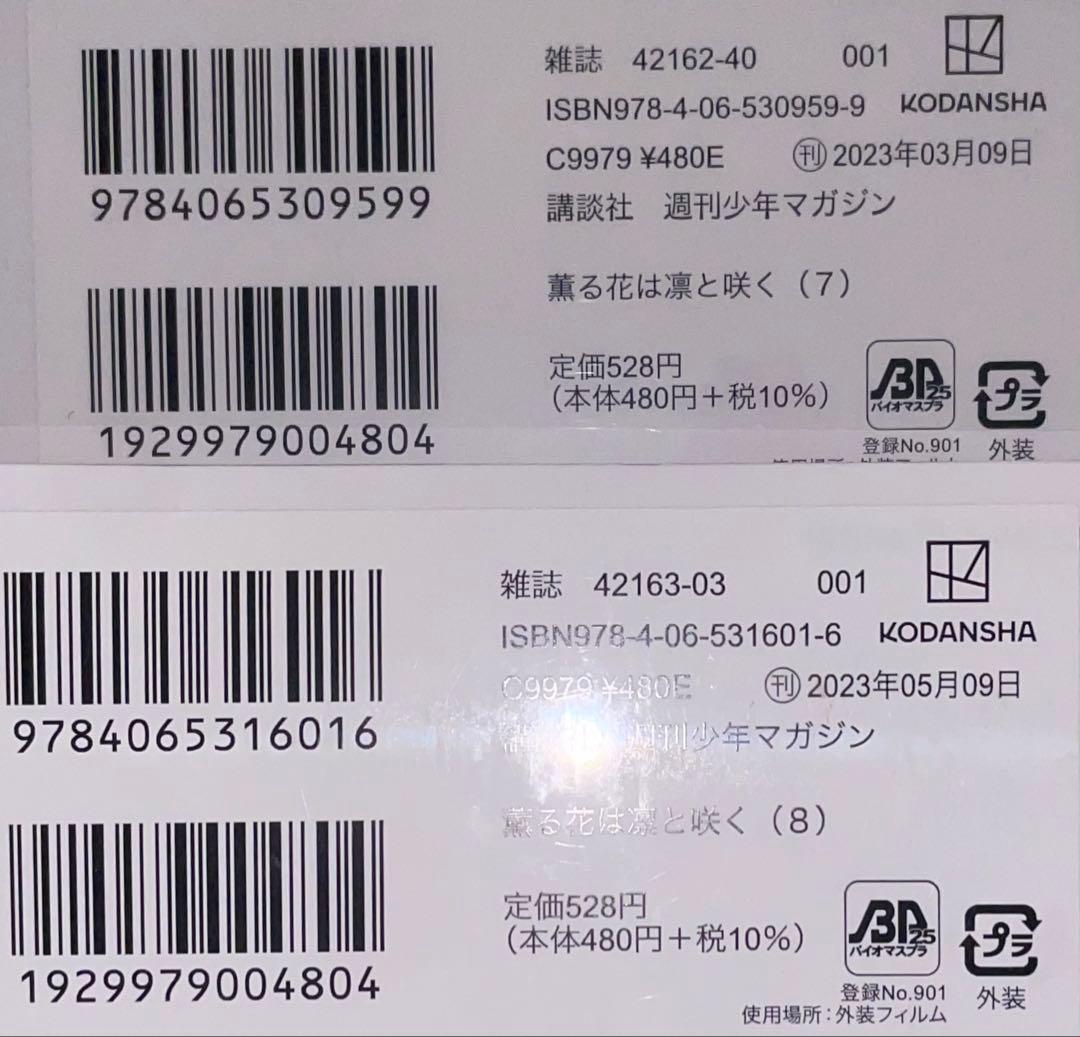 雑誌 42162-40 001
ISBN978-4-06-530959-9 KODANSHA
C9979 ¥480E ㊞刊 2023年03月09日
講談社 週刊少年マガジン
9784065309599
薫る花は凛と咲く（7）
定価528円
（本体480円＋税10%）
1929979004804
バイオマスプラ
25
登録No.901
プラ
外装
雑誌 42163-03 001
ISBN978-4-06-531601-6 KODANSHA
C9979 ¥480E 刊 2023年05月09日
週刊少年マガジン
9784065316016
薫る花は凛と咲く（8）
定価528円
（本体480円＋税10%）
1929979004804
バイオマスプラ
25
登録No.901
使用場所：外装フィルム
プラ
外装